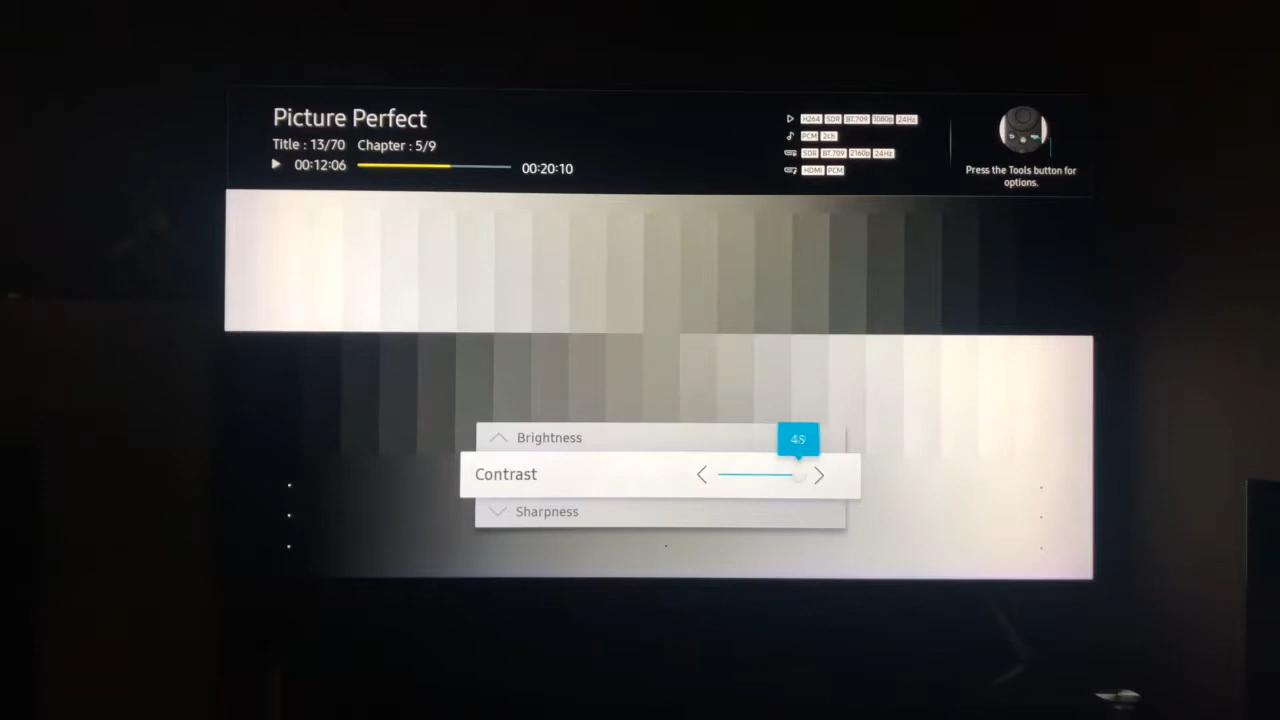 Picture Perfect
Title : 13/70 Chapter : 5/9
00:12:06 00:20:10
H264 SDR BT.709 1080p 24Hz
PCM 2ch
SDR BT.709 2160p 24Hz
HDMI PCM
Press the Tools button for
options.
Brightness
Contrast
Sharpness